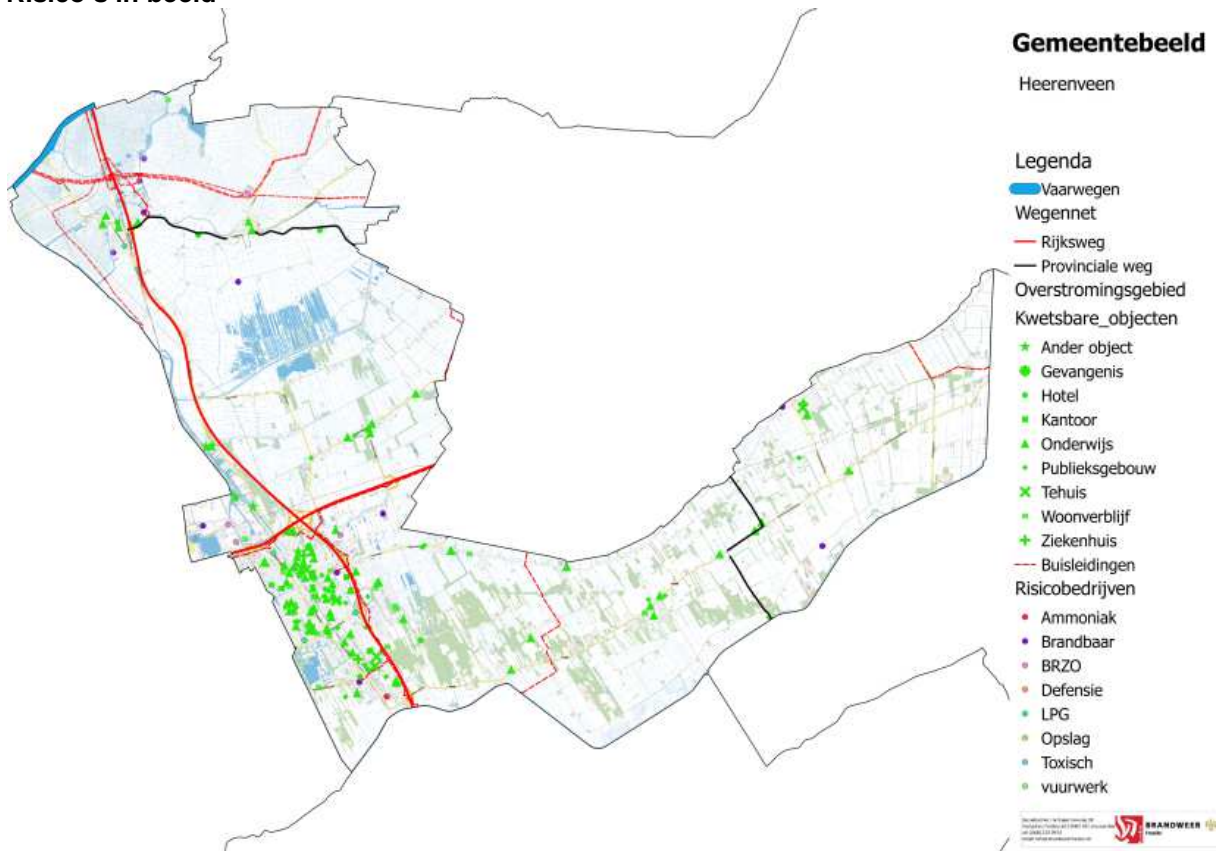 Risico's in beeld
Gemeentebeeld
Heerenveen
Legenda
Vaarwegen
Wegennet
Rijksweg
Provinciale weg
Overstromingsgebied
Kwetsbare_objecten
Ander object
Gevangenis
Hotel
Kantoor
Onderwijs
Publieksgebouw
Tehuis
Woonverblijf
Ziekenhuis
Buisleidingen
Risicobedrijven
Ammoniak
Brandbaar
BRZO
Defensie
LPG
Opslag
Toxisch
vuurwerk
BRANDWEER